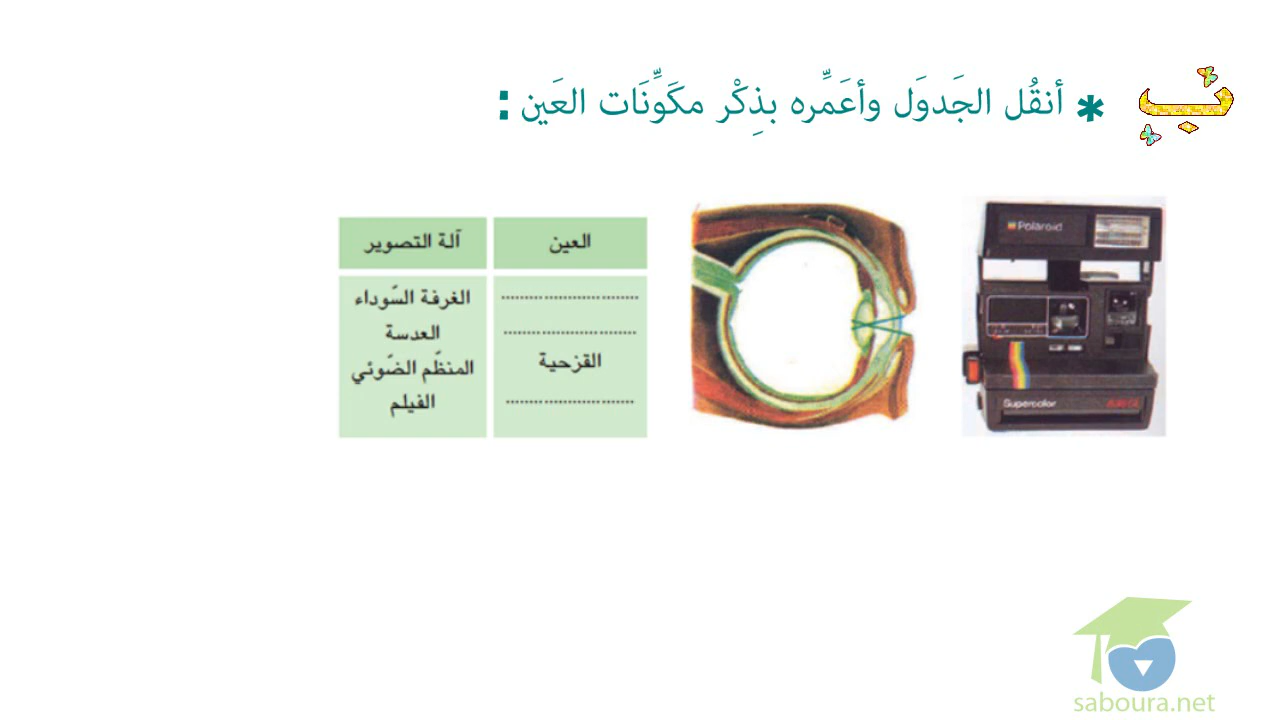 ب
* أنقُل الجَدوَل وأعَمِّره بذِكْر مكَوِّنَات العَين :
العين
آلة التصوير
........................
الغرفة السّوداء
.......................
العدسة
القزحية
المنظّم الضّوئي
......................
الفيلم
Polaroid
Supercolor
saboura.net